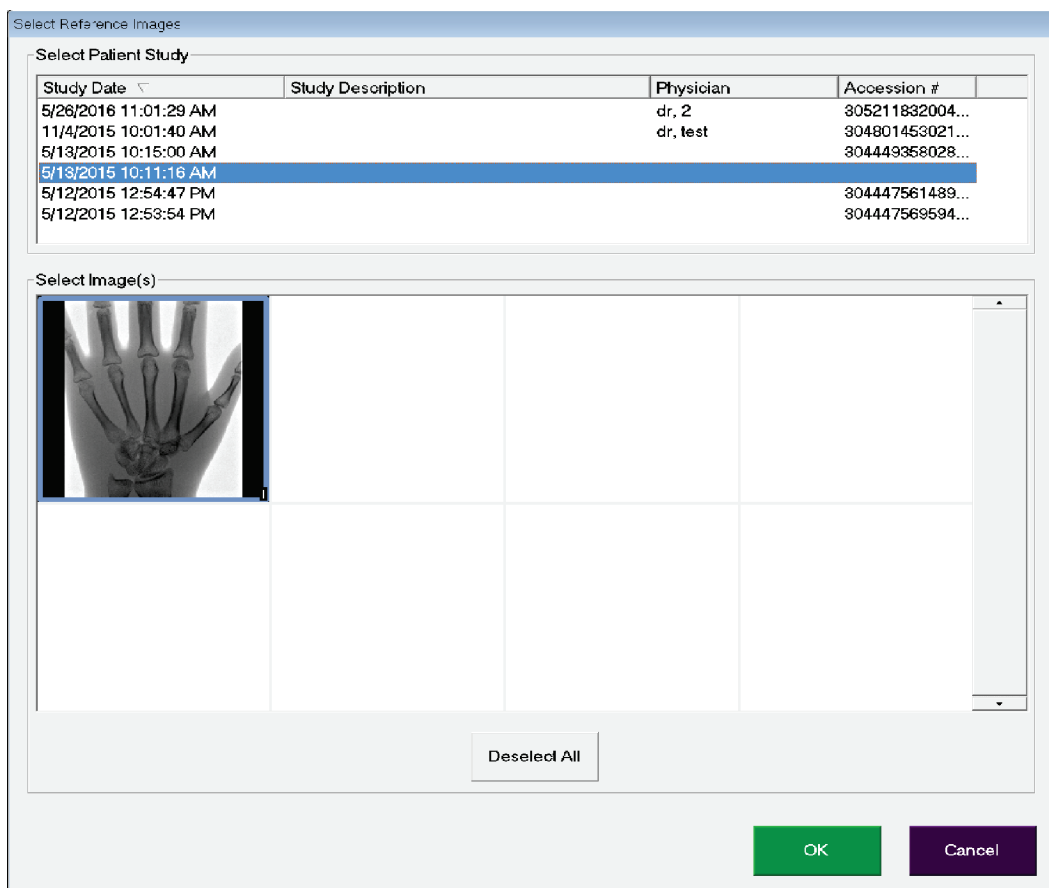 Select Reference Images
Select Patient Study
Study Date Study Description Physician Accession #
5/26/2016 11:01:29 AM dr, 2 305211832004...
11/4/2015 10:01:40 AM dr, test 304801453021...
5/13/2015 10:15:00 AM 304449358028...
5/13/2015 10:11:16 AM
5/12/2015 12:54:47 PM 304447561489...
5/12/2015 12:53:54 PM 304447569594...
Select Image(s)
I
Deselect All
OK Cancel